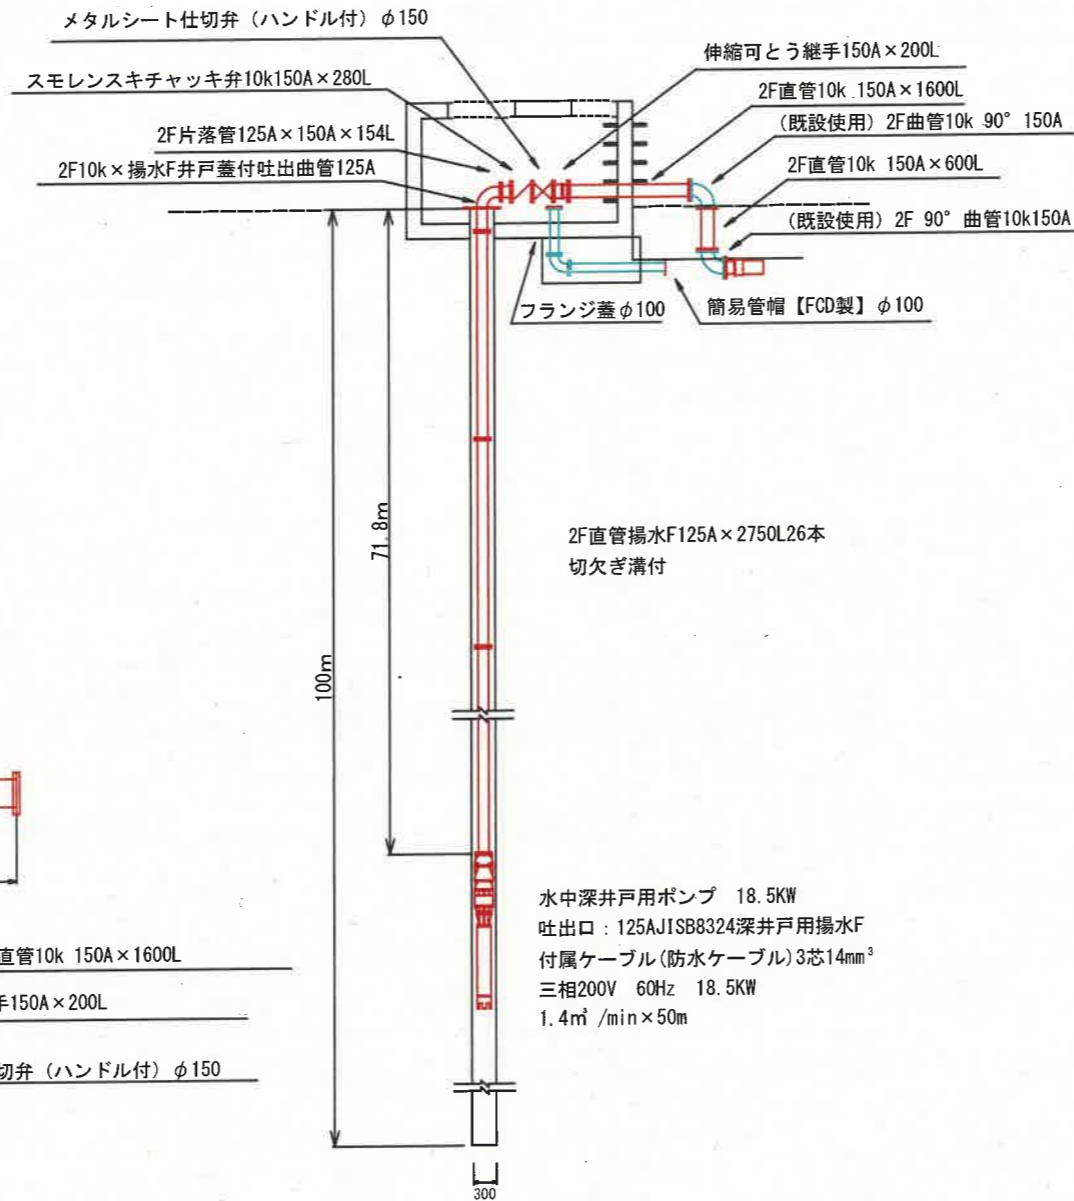 メタルシート仕切弁（ハンドル付）φ150
伸縮可とう継手150A×200L
スモレンスキチャッキ弁10k150A×280L
2F直管10k 150A×1600L
(既設使用) 2F曲管10k 90° 150A
2F片落管125A×150A×154L
2F直管10k 150A×600L
2F10k×揚水F井戸蓋付吐出曲管125A
(既設使用) 2F 90° 曲管10k150A
フランジ蓋φ100
簡易管帽【FCD製】φ100
71.8m
2F直管揚水F125A×2750L26本
切欠ぎ溝付
100m
水中深井戸用ポンプ 18.5KW
吐出口：125AJISB8324深井戸用揚水F
付属ケーブル(防水ケーブル)3芯14mm³
三相200V 60Hz 18.5KW
1.4㎥ /min×50m
直管10k 150A×1600L
手150A×200L
切弁（ハンドル付）φ150
300